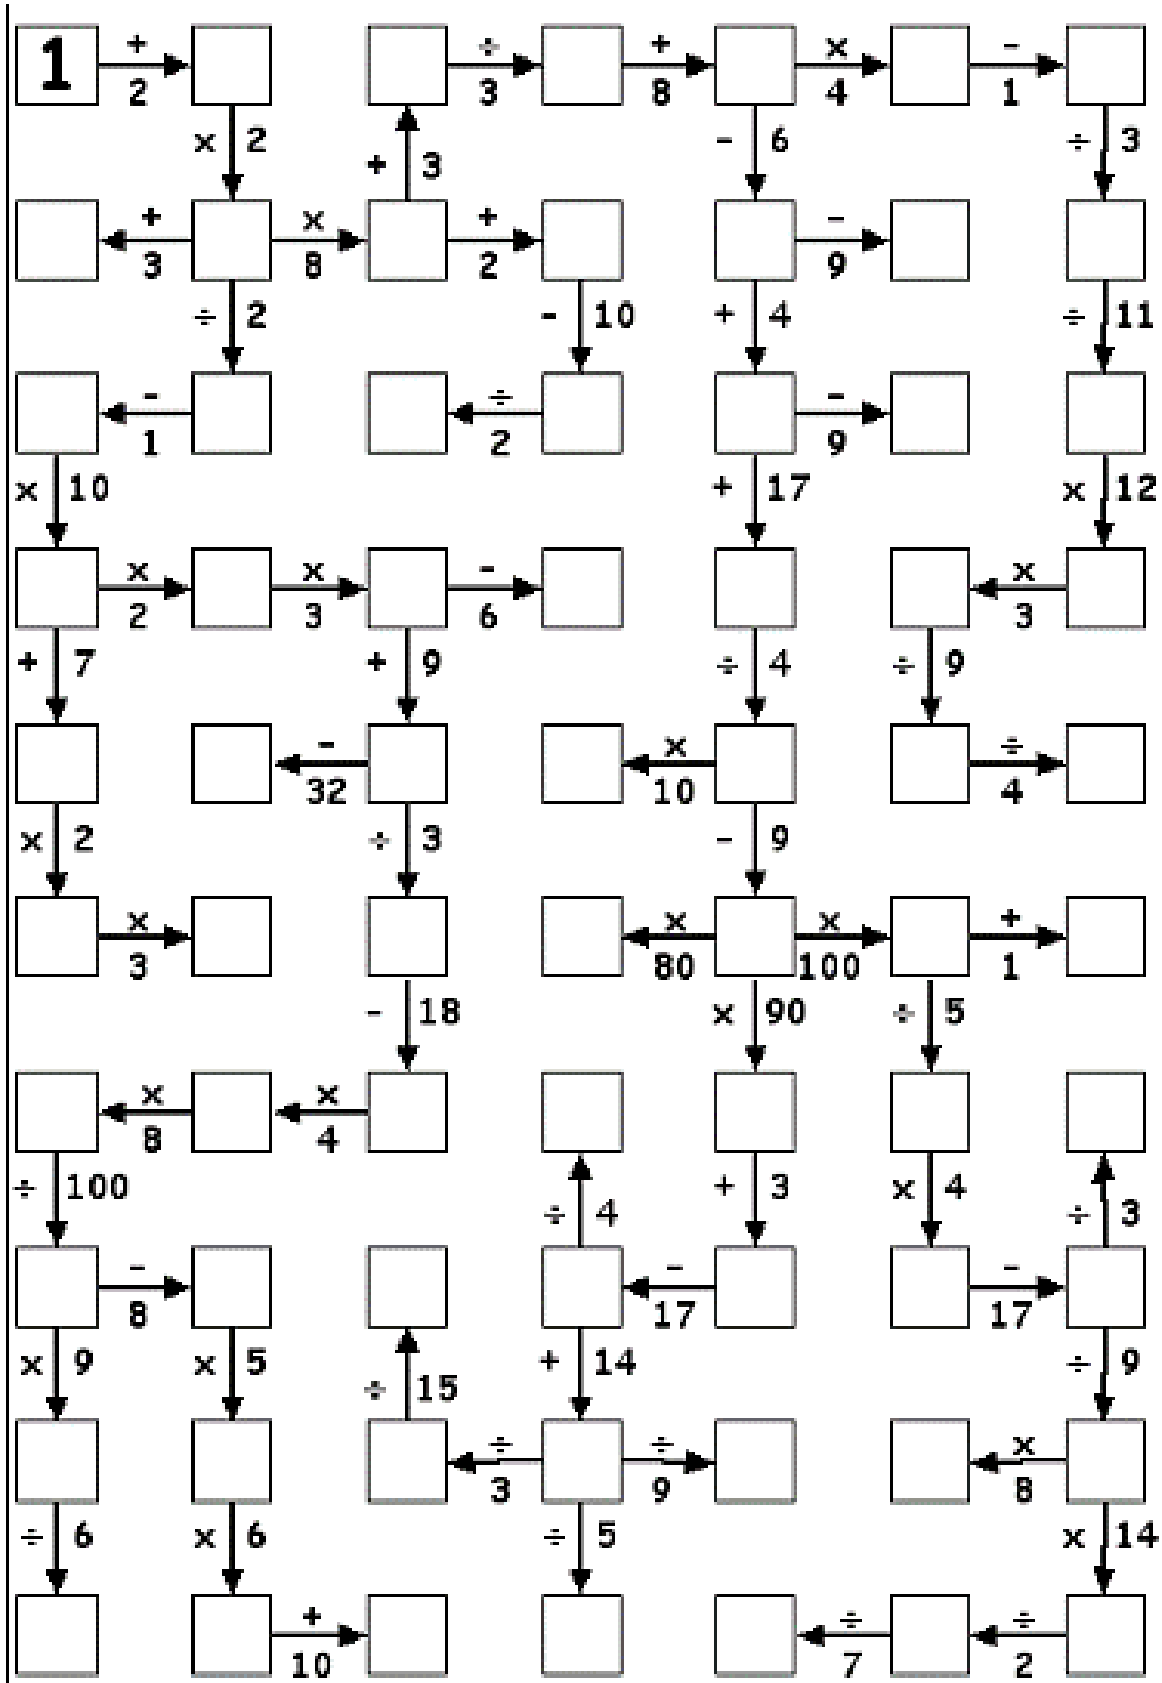 1 + 2 ÷ 3 + 8 x 4 - 1
x 2 + 3 - 6 ÷ 3
+ 3 x 8 + 2 - 9
÷ 2 - 10 + 4 ÷ 11
- 1 ÷ 2 - 9
x 10 + 17 x 12
x 2 x 3 - 6 x 3
+ 7 + 9 ÷ 4 ÷ 9
- 32 x 10 ÷ 4
x 2 ÷ 3 - 9
x 3 x 80 x 100 + 1
- 18 x 90 ÷ 5
x 8 x 4
÷ 100 ÷ 4 + 3 x 4 ÷ 3
- 8 - 17 - 17
x 9 x 5 ÷ 15 + 14 ÷ 9
÷ 3 ÷ 9 x 8
÷ 6 x 6 ÷ 5 x 14
+ 10 ÷ 7 ÷ 2